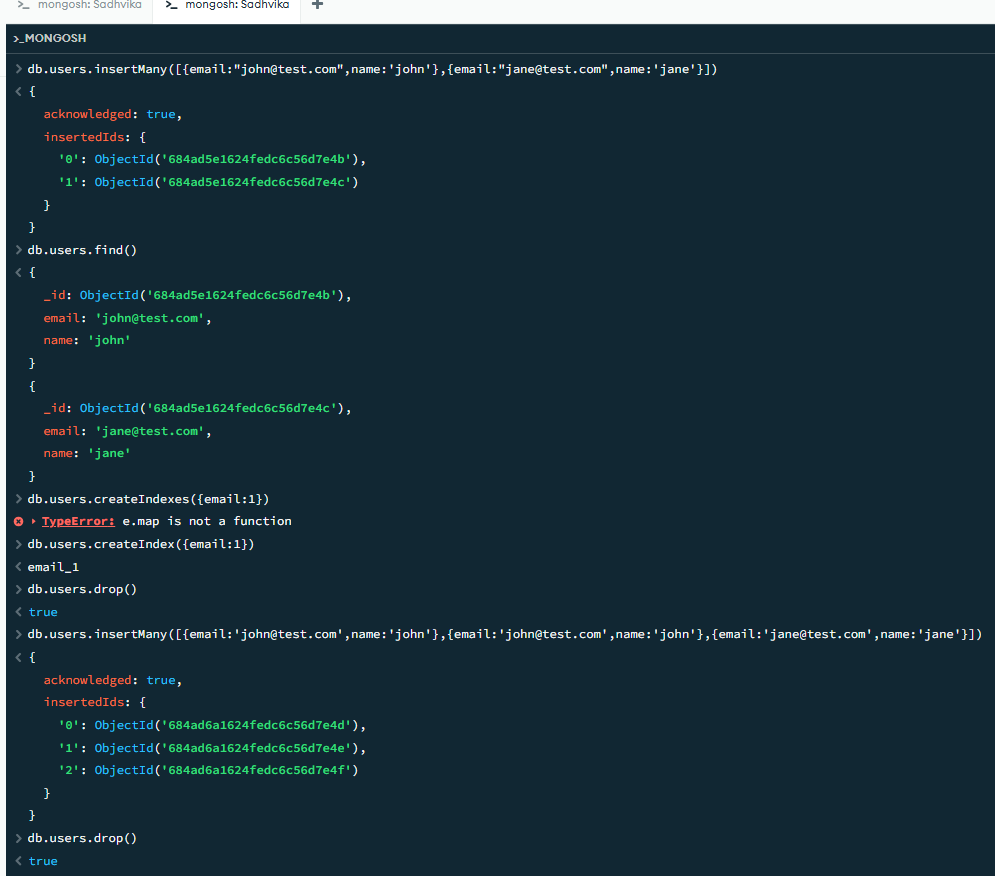 >_ mongosh: Sadhvika >_ mongosh: Sadhvika +
>_MONGOSH
> db.users.insertMany([{email:"john@test.com",name:'john'},{email:"jane@test.com",name:'jane'}])
< {
acknowledged: true,
insertedIds: {
'0': ObjectId('684ad5e1624fedc6c56d7e4b'),
'1': ObjectId('684ad5e1624fedc6c56d7e4c')
}
}
> db.users.find()
< {
_id: ObjectId('684ad5e1624fedc6c56d7e4b'),
email: 'john@test.com',
name: 'john'
}
{
_id: ObjectId('684ad5e1624fedc6c56d7e4c'),
email: 'jane@test.com',
name: 'jane'
}
> db.users.createIndexes({email:1})
TypeError: e.map is not a function
> db.users.createIndex({email:1})
< email_1
> db.users.drop()
< true
> db.users.insertMany([{email:'john@test.com',name:'john'},{email:'john@test.com',name:'john'},{email:'jane@test.com',name:'jane'}])
< {
acknowledged: true,
insertedIds: {
'0': ObjectId('684ad6a1624fedc6c56d7e4d'),
'1': ObjectId('684ad6a1624fedc6c56d7e4e'),
'2': ObjectId('684ad6a1624fedc6c56d7e4f')
}
}
> db.users.drop()
< true